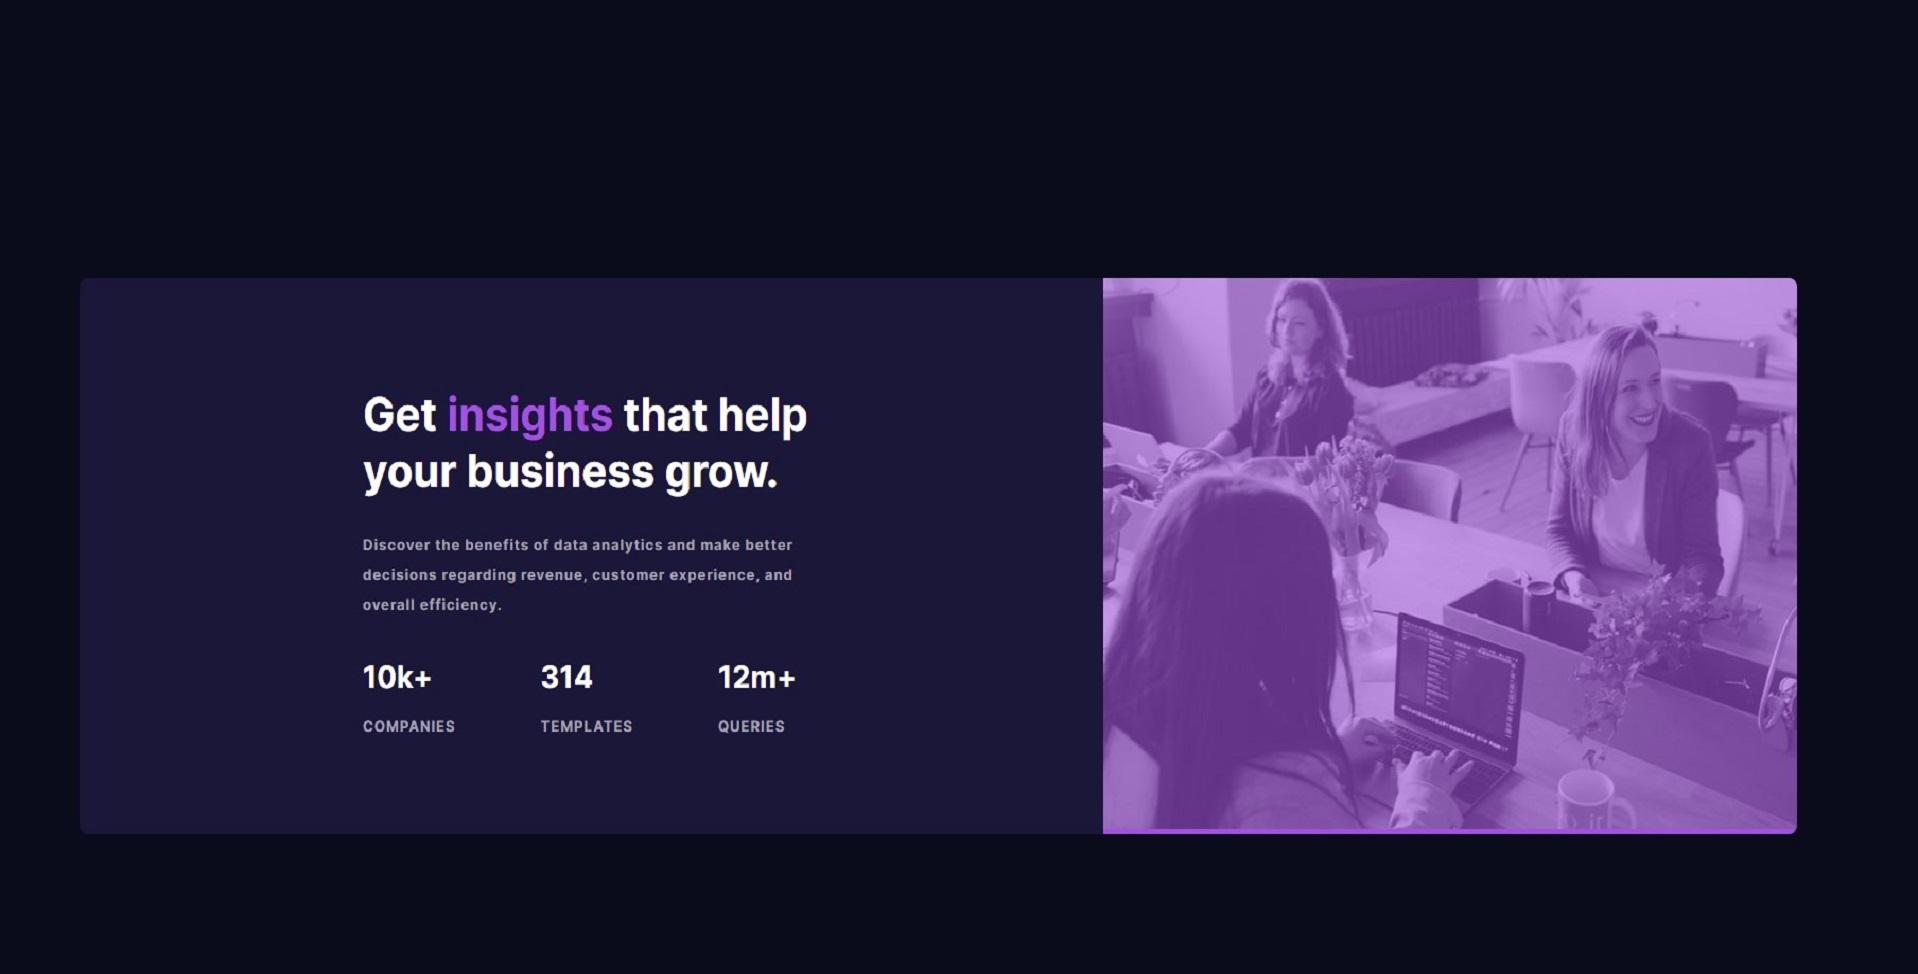 Get insights that help
your business grow.
Discover the benefits of data analytics and make better
decisions regarding revenue, customer experience, and
overall efficiency.
10k+ 314 12m+
COMPANIES TEMPLATES QUERIES